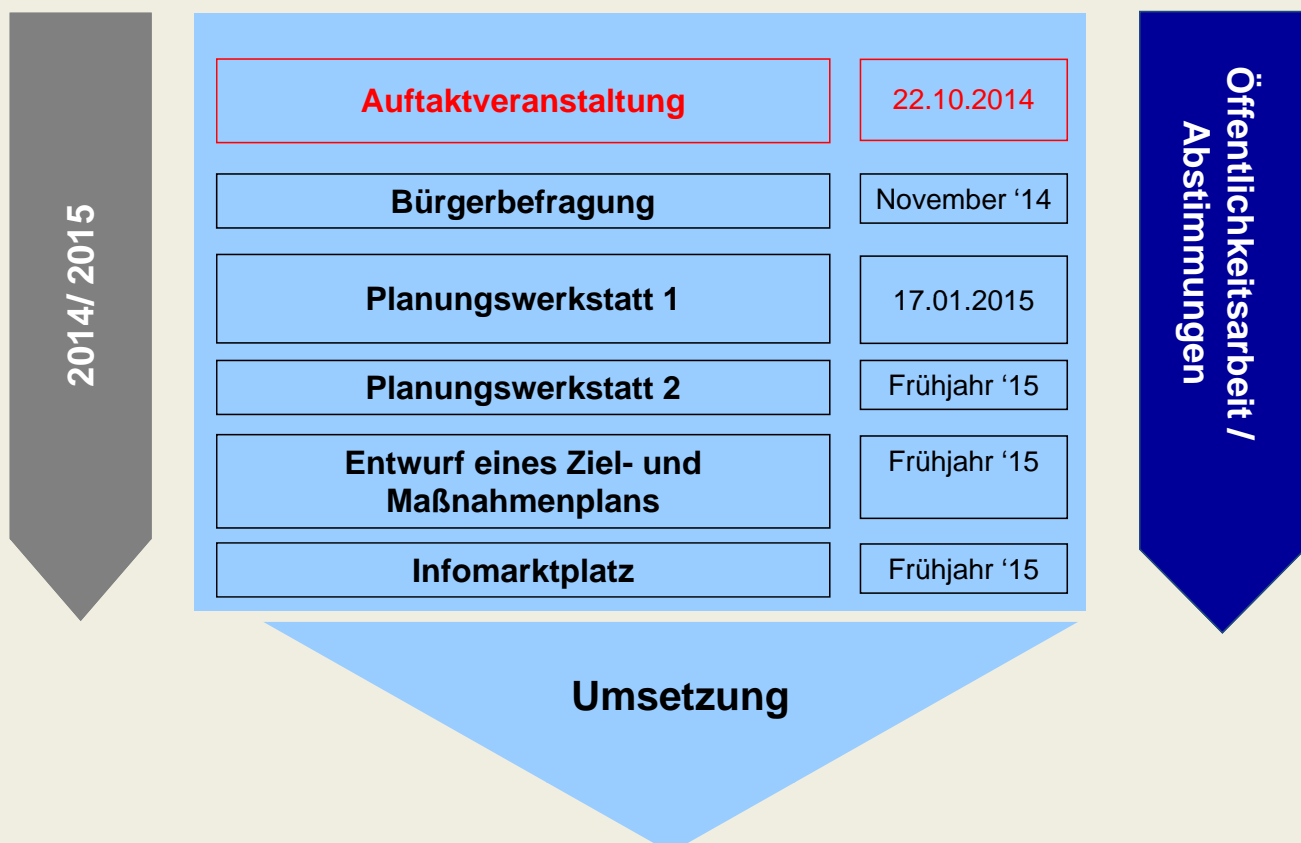 2014/ 2015
Auftaktveranstaltung
22.10.2014
Bürgerbefragung
November ‘14
Planungswerkstatt 1
17.01.2015
Planungswerkstatt 2
Frühjahr ‘15
Entwurf eines Ziel- und
Maßnahmenplans
Frühjahr ‘15
Infomarktplatz
Frühjahr ‘15
Umsetzung
Öffentlichkeitsarbeit /
Abstimmungen